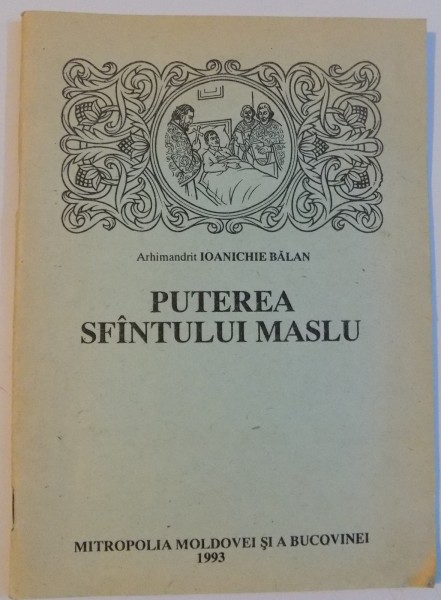 Arhimandrit IOANICHIE BĂLAN
PUTEREA
SFÎNTULUI MASLU
MITROPOLIA MOLDOVEI ŞI A BUCOVINEI
1993